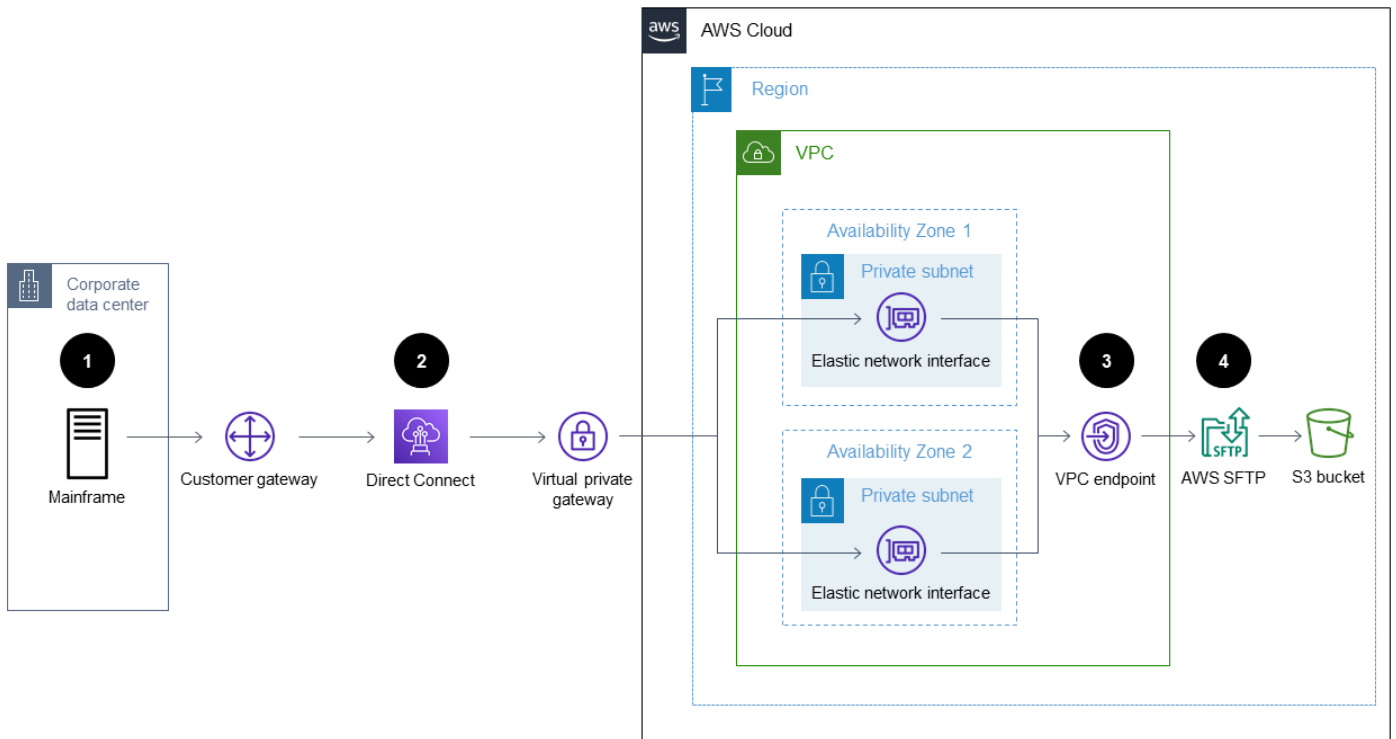 aws
AWS Cloud
Region
VPC
Availability Zone 1
Private subnet
Elastic network interface
Corporate
data center
1
2
3
4
Mainframe
Customer gateway
Direct Connect
Virtual private
gateway
VPC endpoint
SFTP
AWS SFTP
S3 bucket
Availability Zone 2
Private subnet
Elastic network interface